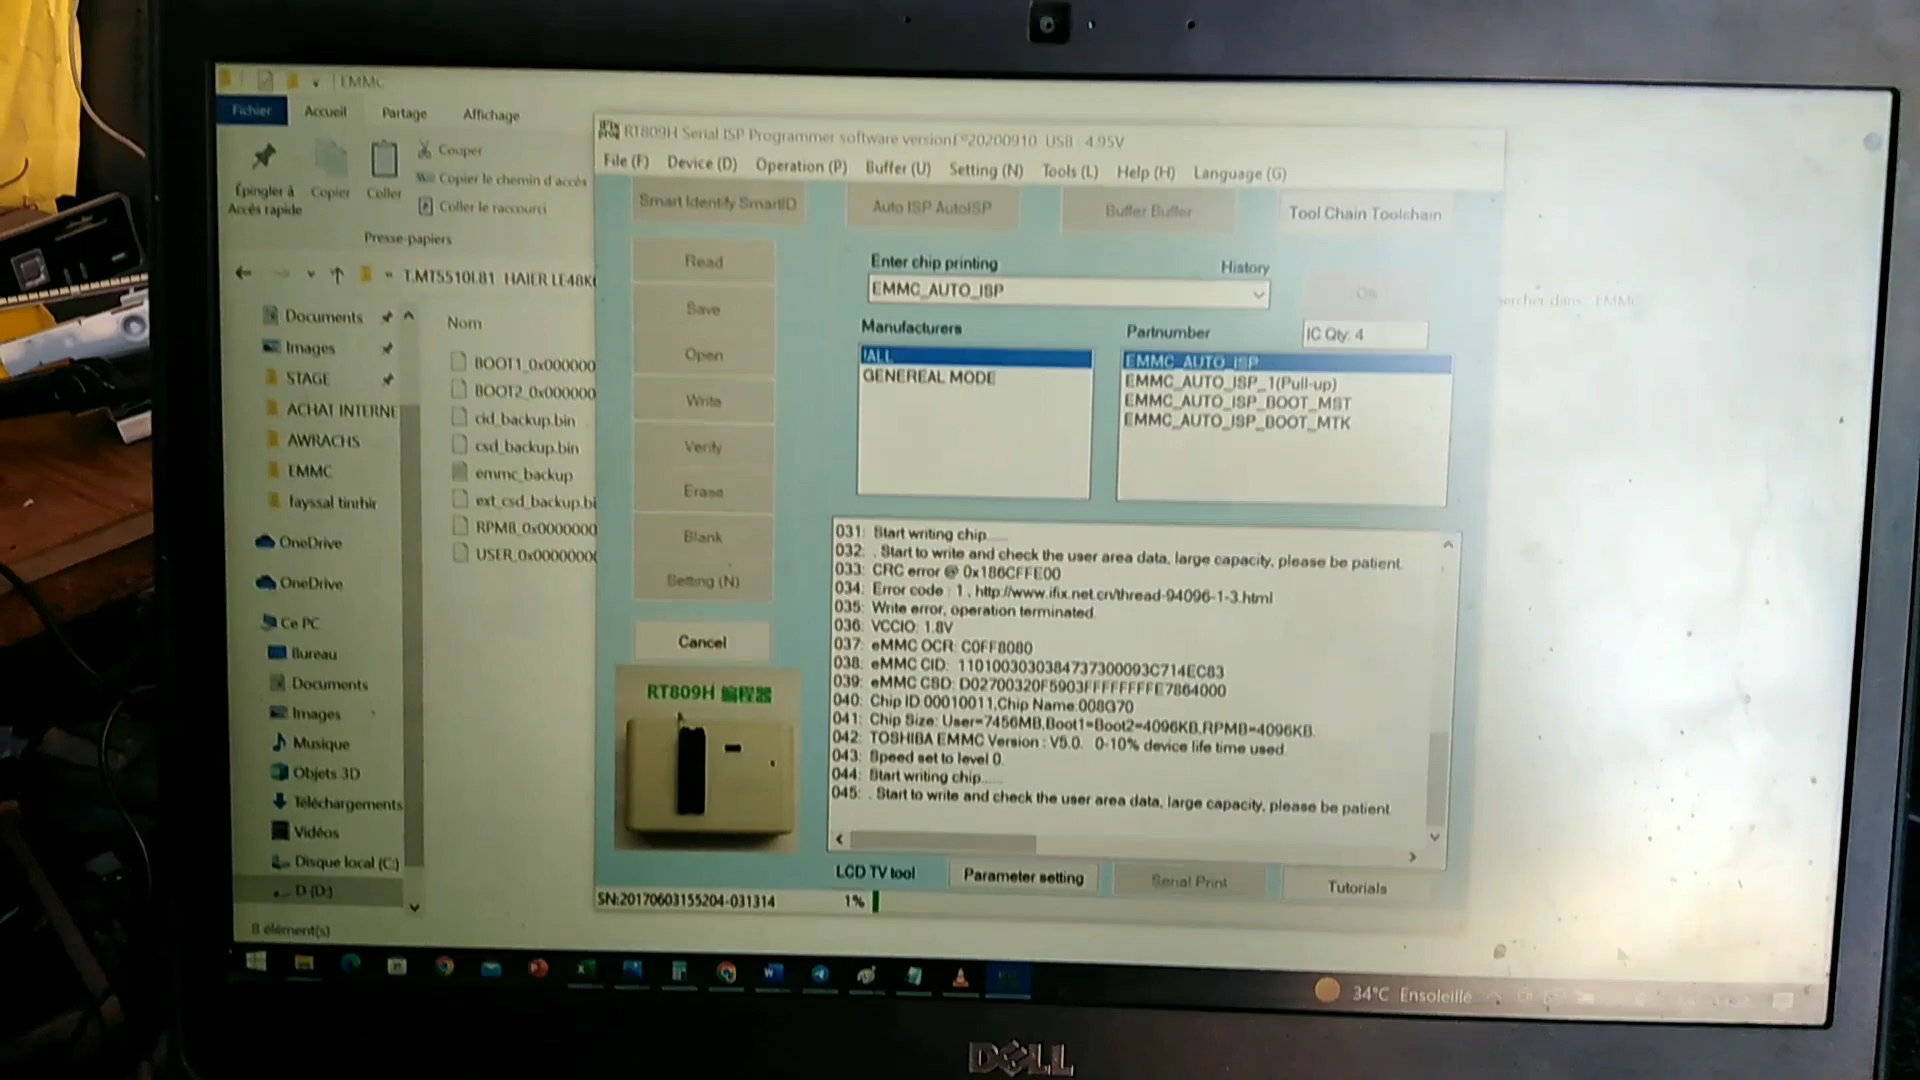 EMMC
Fichier Accueil Partage Affichage
Épingler à
Accès rapide
Copier
Coller
Couper
Copier le chemin d'accès
Coller le raccourci
Presse-papiers
« T.MT5510I.81 HAIER LE48K
Documents
Images
STAGE
ACHAT INTERNE
AWRACHS
EMMC
fayssal tinrhir
OneDrive
OneDrive
Ce PC
Bureau
Documents
Images
Musique
Objets 3D
Téléchargements
Vidéos
Disque local (C:)
D (D:)
8 élément(s)
Nom
BOOT1_0x000000
BOOT2_0x000000
cid_backup.bin
csd_backup.bin
emmc_backup
ext_csd_backup.bi
RPMB_0x0000000
USER_0x0000000
RT809H Serial ISP Programmer software version 20200910 USB : 4.95V
File (F) Device (D) Operation (P) Buffer (U) Setting (N) Tools (L) Help (H) Language (G)
Smart Identify SmartID
Auto ISP AutoISP
Buffer Buffer
Tool Chain Toolchain
Read
Save
Open
Write
Verify
Erase
Blank
Setting (N)
Cancel
RT809H 编程器
Enter chip printing
History
EMMC_AUTO_ISP
OK
Manufacturers
!ALL
GENEREAL MODE
Partnumber
IC Qty: 4
EMMC_AUTO_ISP
EMMC_AUTO_ISP_1(Pull-up)
EMMC_AUTO_ISP_BOOT_MST
EMMC_AUTO_ISP_BOOT_MTK
031: Start writing chip......
032: . Start to write and check the user area data, large capacity, please be patient.
033: CRC error @ 0x186CFFE00
034: Error code : 1 , http://www.ifix.net.cn/thread-94096-1-3.html
035: Write error, operation terminated.
036: VCCIO: 1.8V
037: eMMC OCR: C0FF8080
038: eMMC CID: 1101003030384737300093C714EC83
039: eMMC CSD: D02700320F5903FFFFFFFFE7864000
040: Chip ID:00010011,Chip Name:008G70
041: Chip Size: User=7456MB,Boot1=Boot2=4096KB,RPMB=4096KB.
042: TOSHIBA EMMC Version : V5.0. 0-10% device life time used.
043: Speed set to level 0.
044: Start writing chip......
045: . Start to write and check the user area data, large capacity, please be patient.
LCD TV tool
Parameter setting
Serial Print
Tutorials
SN:20170603155204-031314
1%
34°C Ensoleillé
DELL